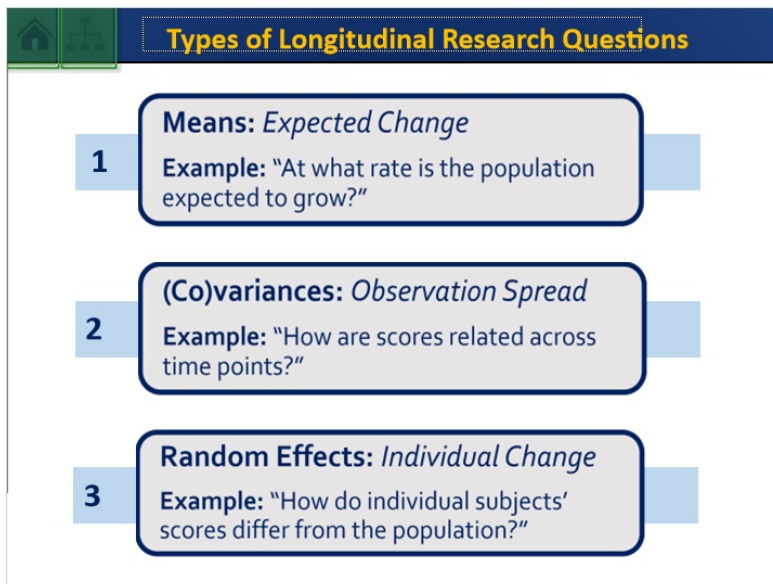 Types of Longitudinal Research Questions
1
Means: Expected Change
Example: “At what rate is the population
expected to grow?”
2
(Co)variances: Observation Spread
Example: “How are scores related across
time points?”
3
Random Effects: Individual Change
Example: “How do individual subjects’
scores differ from the population?”